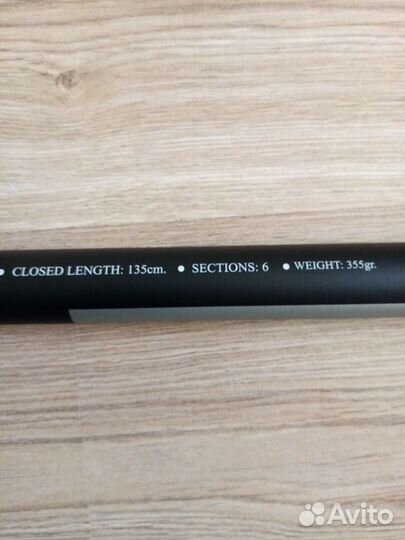 ● CLOSED LENGTH: 135cm. ● SECTIONS: 6 ● WEIGHT: 355gr.
Avito